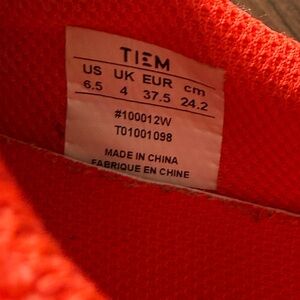 TIEM
US UK EUR cm
6.5 4 37.5 24.2
#100012W
T01001098
MADE IN CHINA
FABRIQUE EN CHINE